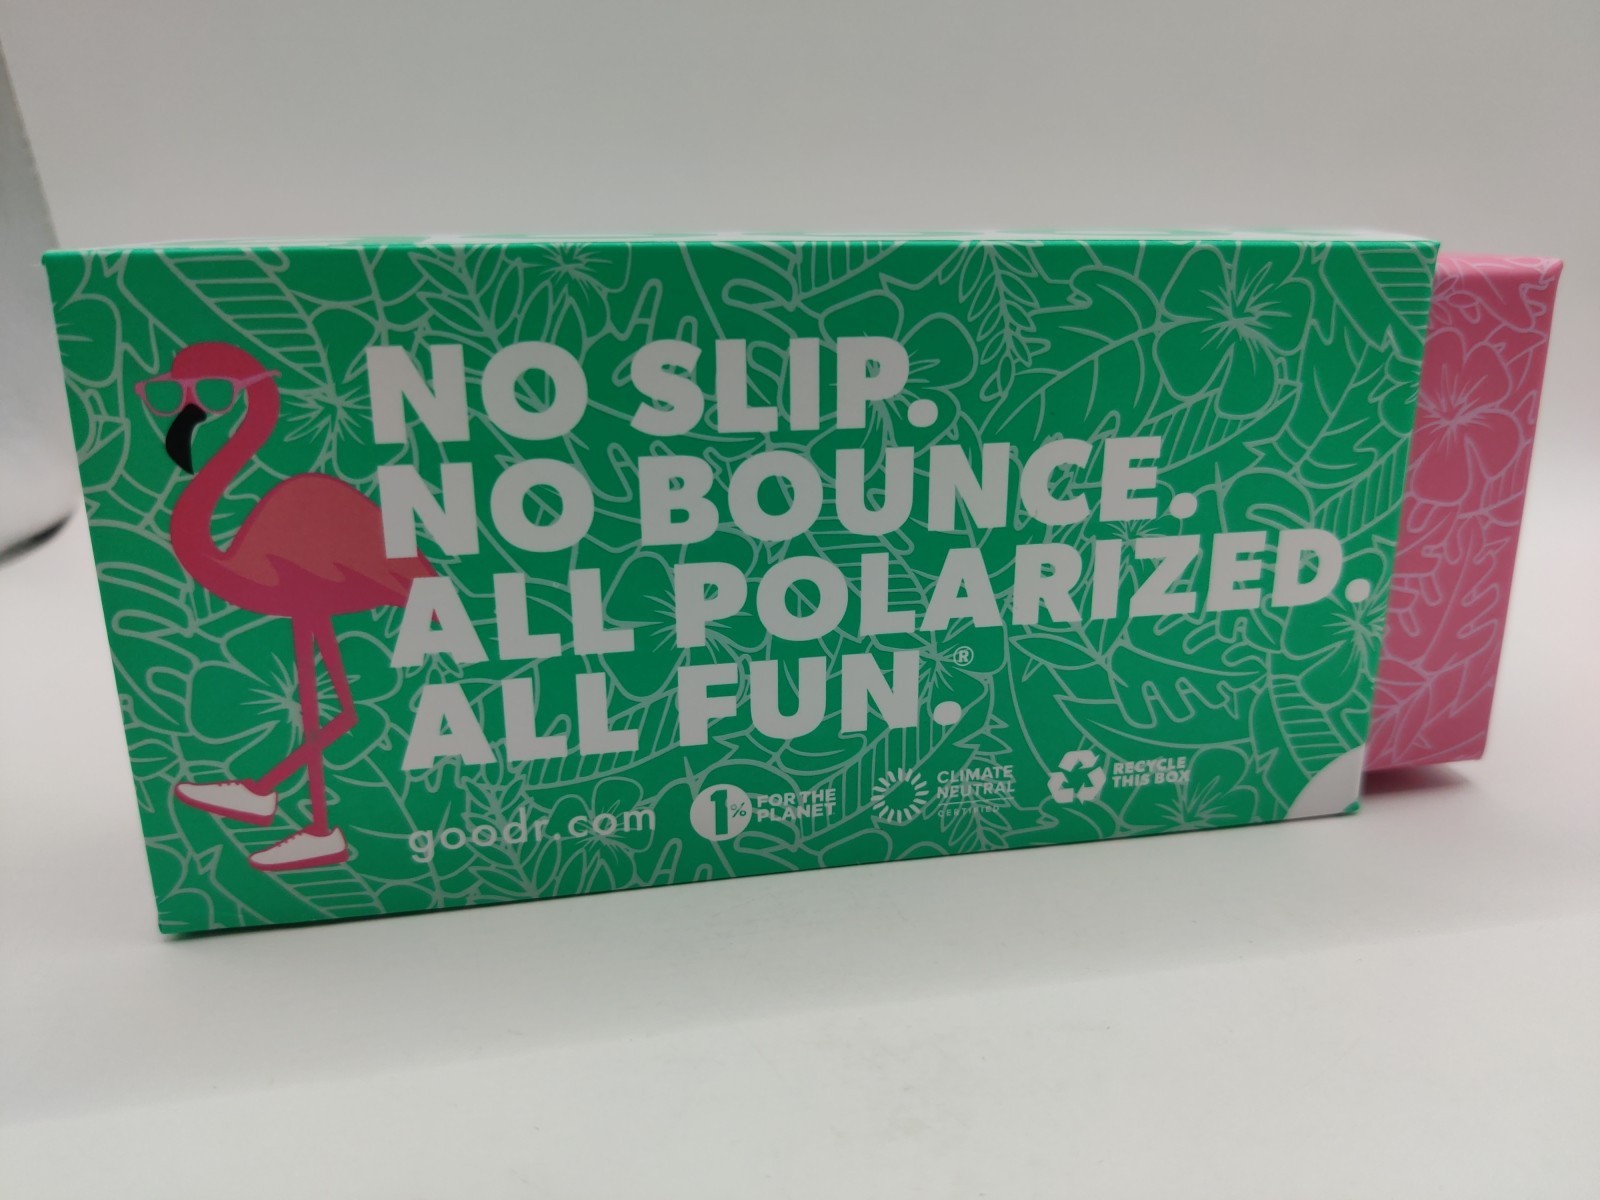 NO SLIP.
NO BOUNCE.
ALL POLARIZED.
ALL FUN.®
goodr.com
1%
FOR THE
PLANET
CLIMATE
NEUTRAL
CERTIFIED
RECYCLE
THIS BOX